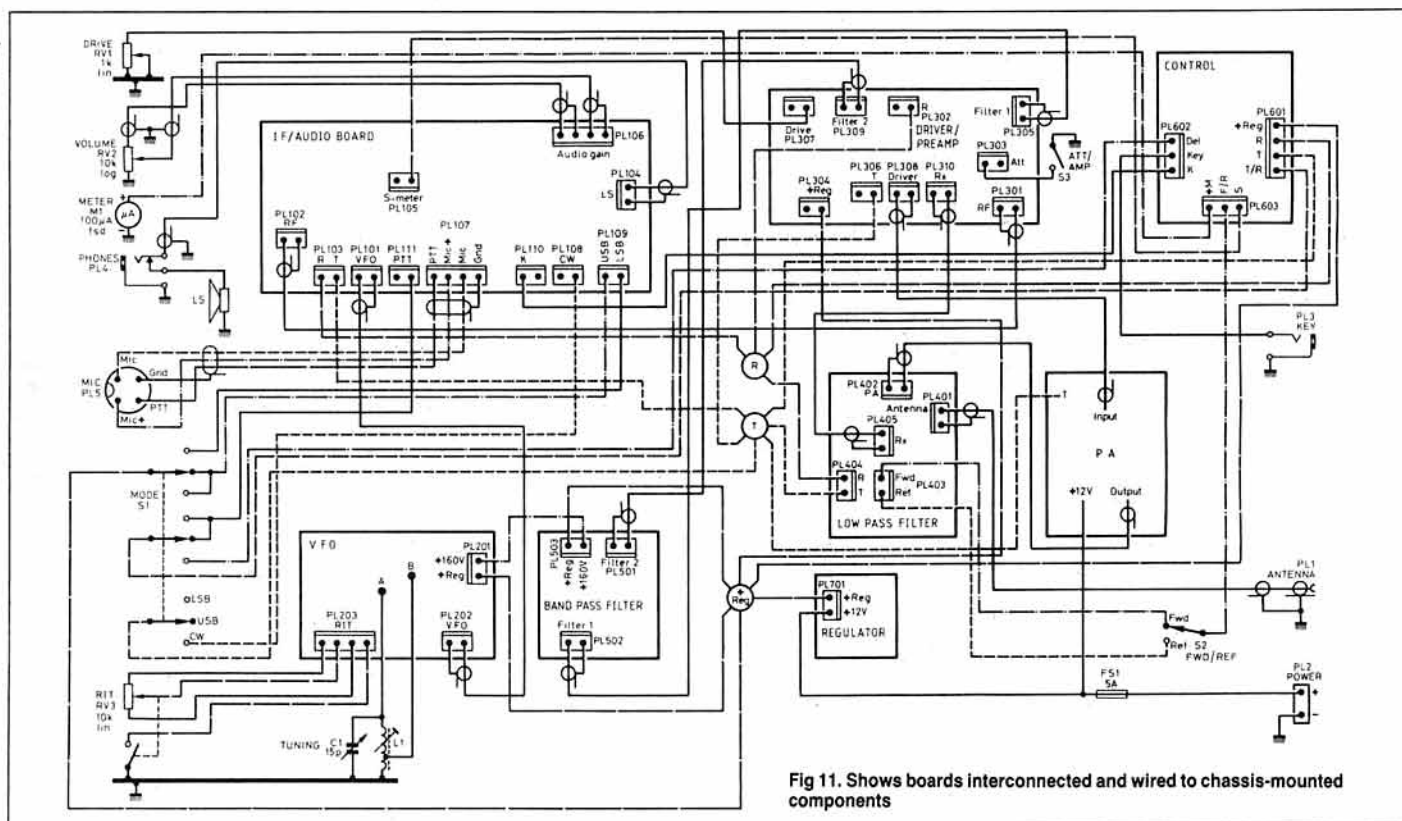 DRIVE
RV1
1k
lin
VOLUME
RV2
10k
log
METER
M1
100µA
fsd
+
µA
PHONES
PL4
LS
IF/AUDIO BOARD
PL106
Audio gain
S-meter
PL105
PL104
LS
PL102
RF
PL103
R T
PL101
VFO
PL111
PTT
PL107
PTT
Mic+
Mic
Gnd
PL110
K
PL108
CW
PL109
USB
LSB
Mic
Gnd
MIC
PL5
PTT
Mic+
MODE
S1
LSB
USB
CW
RIT
RV3
10k
lin
VFO
A
B
PL201
+160V
+Reg
PL203
RIT
PL202
VFO
TUNING
C1
15p
L1
PL503
+Reg
+160V
Filter 2
PL501
BAND PASS FILTER
Filter 1
PL502
Drive
PL307
Filter 2
PL309
R
PL302
DRIVER/
PREAMP
Filter 1
PL305
PL303
Att
ATT/
AMP
S3
PL304
+Reg
PL306
T
PL308
Driver
PL310
Rx
PL301
RF
CONTROL
PL602
Del
Key
K
PL601
+Reg
R
T
T/R
+M
F/R
S
PL603
PL3
KEY
R
T
+
Reg
PL402
PA
PL401
Antenna
PL405
Rx
PL404
R
T
Fwd
Ref
PL403
LOW PASS FILTER
T
Input
PA
+12V
Output
PL701
+Reg
+12V
REGULATOR
PL1
ANTENNA
Fwd
Ref
S2
FWD/REF
FS1
5A
PL2
POWER
+
-
Fig 11. Shows boards interconnected and wired to chassis-mounted
components